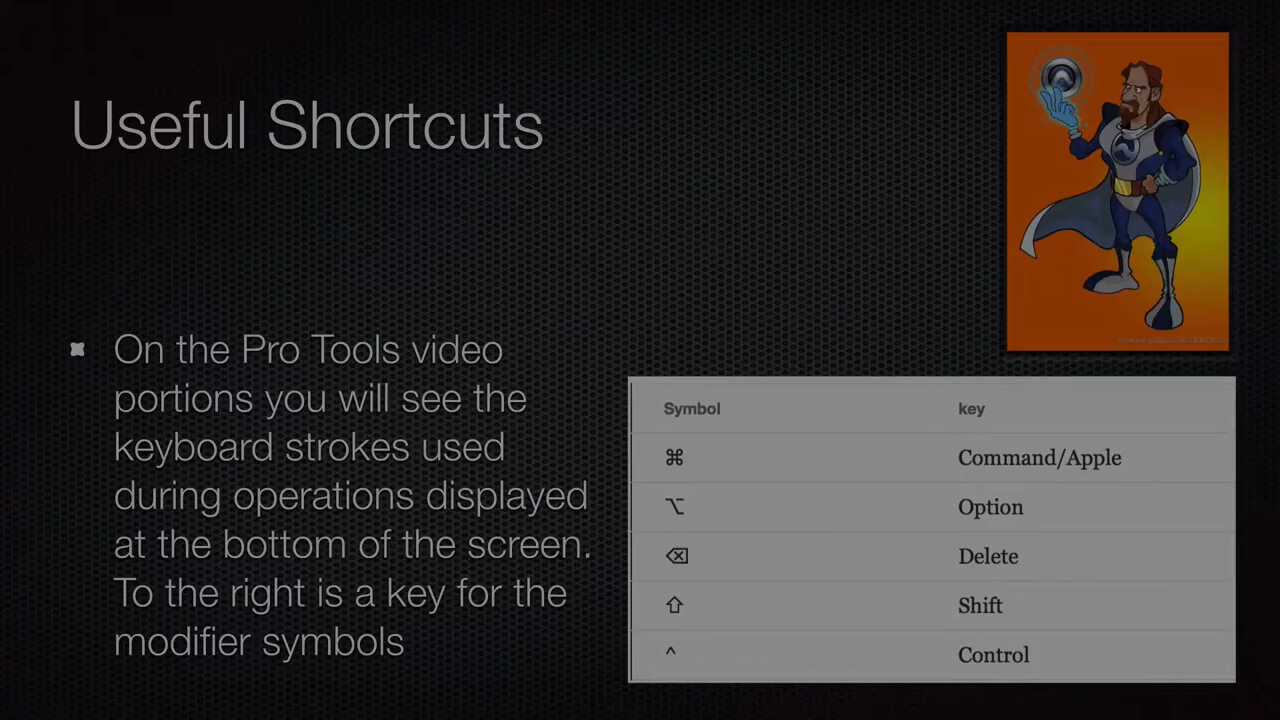 Useful Shortcuts
On the Pro Tools video
portions you will see the
keyboard strokes used
during operations displayed
at the bottom of the screen.
To the right is a key for the
modifier symbols
Symbol key
⌘ Command/Apple
⌥ Option
⌫ Delete
⇧ Shift
^ Control